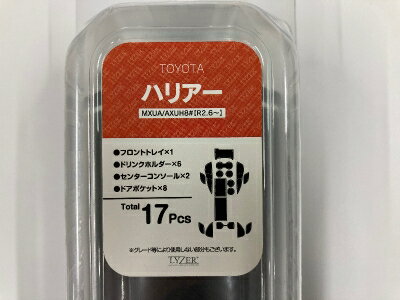 TOYOTA
ハリアー
MXUA/AXUH8#【R2.6～】
●フロントトレイ×1
●ドリンクホルダー×6
●センターコンソール×2
●ドアポケット×8
Total 17Pcs
※グレード等により使用しない部分もございます。
LYZER